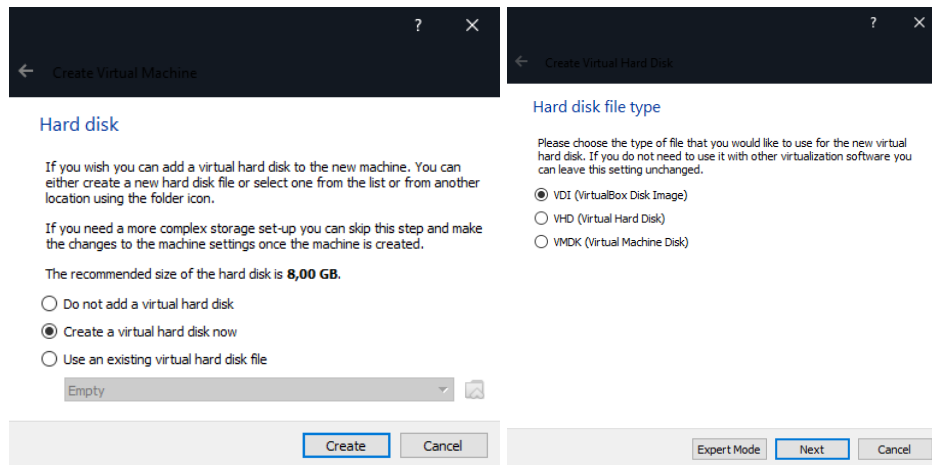 ?
Create Virtual Machine
Hard disk
If you wish you can add a virtual hard disk to the new machine. You can
either create a new hard disk file or select one from the list or from another
location using the folder icon.
If you need a more complex storage set-up you can skip this step and make
the changes to the machine settings once the machine is created.
The recommended size of the hard disk is 8,00 GB.
Do not add a virtual hard disk
Create a virtual hard disk now
Use an existing virtual hard disk file
Empty
Create Cancel
?
Create Virtual Hard Disk
Hard disk file type
Please choose the type of file that you would like to use for the new virtual
hard disk. If you do not need to use it with other virtualization software you
can leave this setting unchanged.
VDI (VirtualBox Disk Image)
VHD (Virtual Hard Disk)
VMDK (Virtual Machine Disk)
Expert Mode Next Cancel